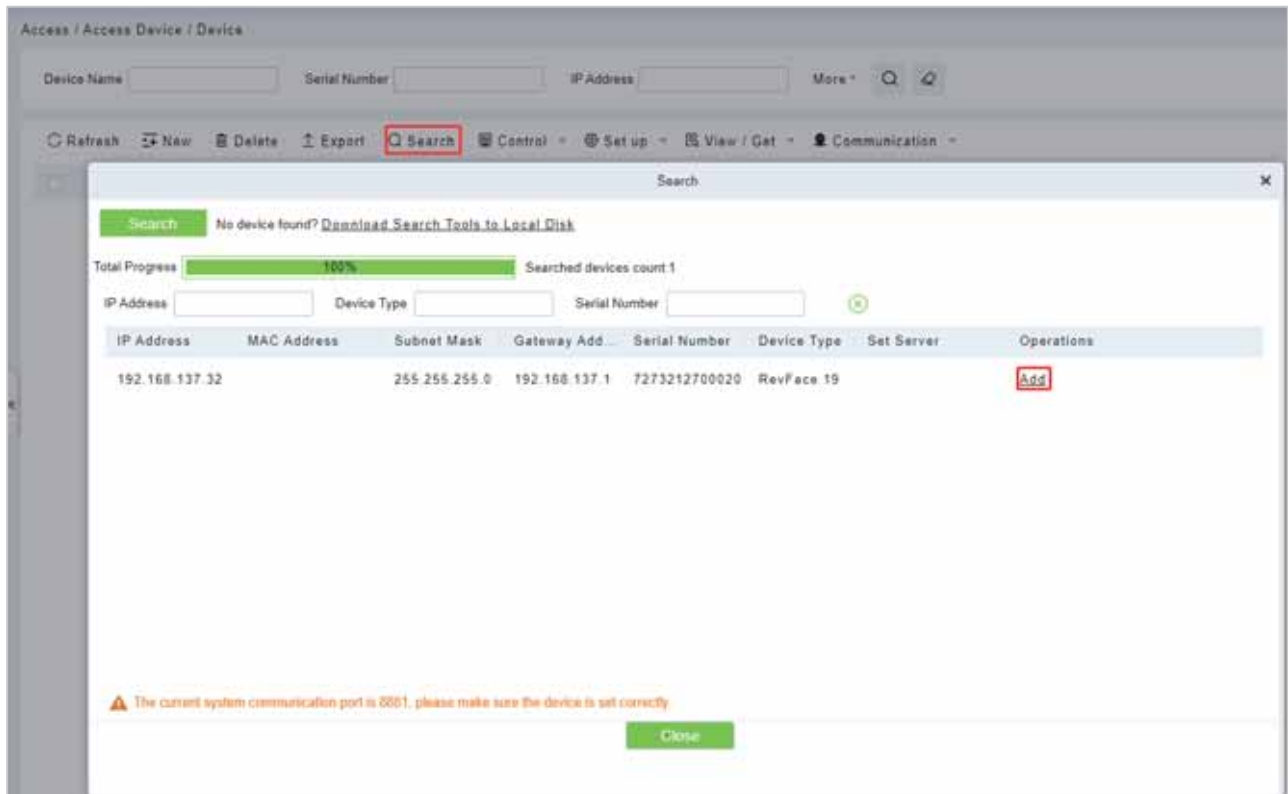 Access / Access Device / Device
Device Name Serial Number IP Address More
Refresh New Delete Export Search Control Set up View / Get Communication
Search
Search No device found? Download Search Tools to Local Disk
Total Progress 100% Searched devices count 1
IP Address Device Type Serial Number
IP Address MAC Address Subnet Mask Gateway Add... Serial Number Device Type Set Server Operations
192.168.137.32 255.255.255.0 192.168.137.1 7273212700020 RevFace 19 Add
The current system communication port is 8881, please make sure the device is set correctly
Close